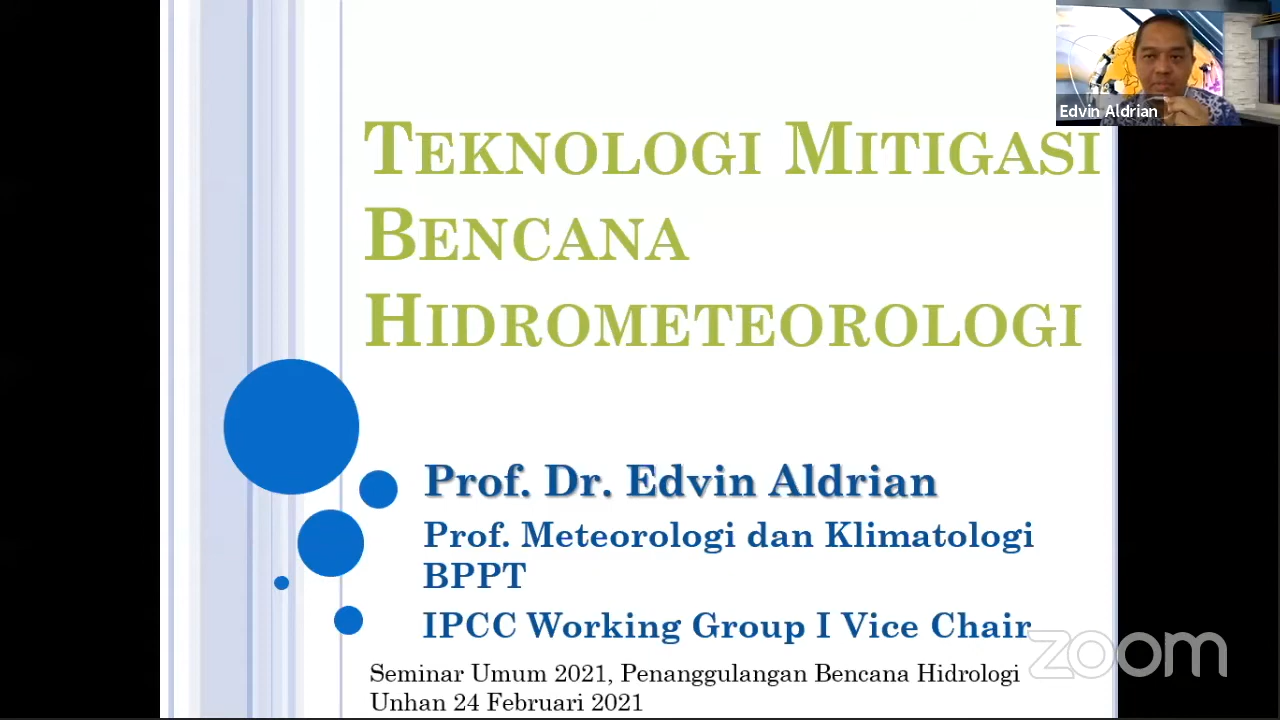 Edvin Aldrian
TEKNOLOGI MITIGASI
BENCANA
HIDROMETEOROLOGI
Prof. Dr. Edvin Aldrian
Prof. Meteorologi dan Klimatologi
BPPT
IPCC Working Group I Vice Chair
zoom
Seminar Umum 2021, Penanggulangan Bencana Hidrologi
Unhan 24 Februari 2021